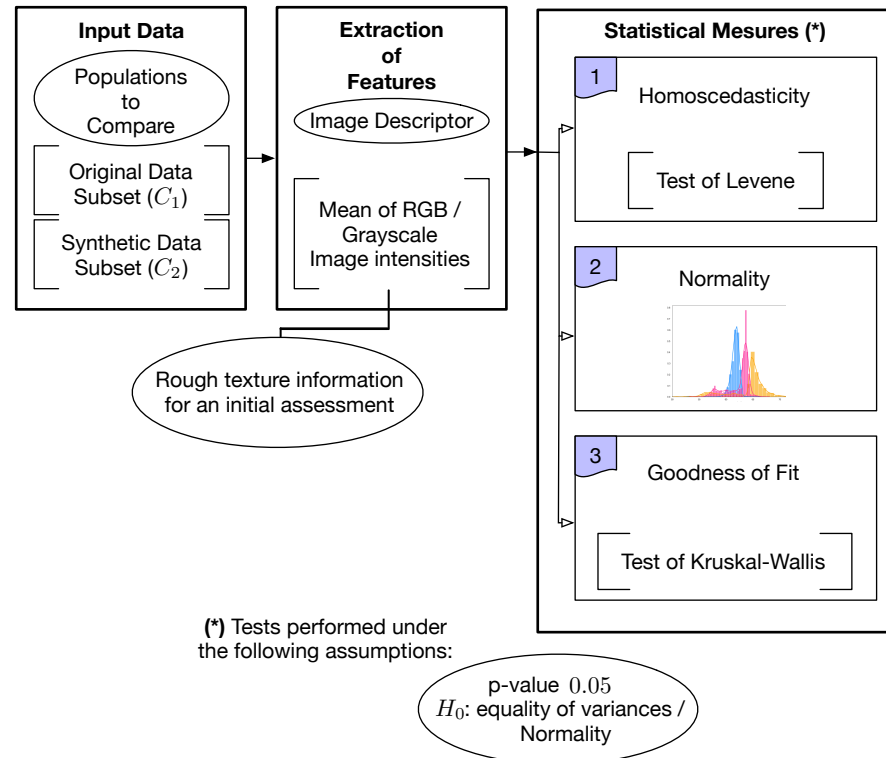 Input Data
Populations
to
Compare
Original Data
Subset (C₁)
Synthetic Data
Subset (C₂)
Extraction
of
Features
Image Descriptor
Mean of RGB /
Grayscale
Image intensities
Rough texture information
for an initial assessment
Statistical Mesures (*)
1
Homoscedasticity
Test of Levene
2
Normality
3
Goodness of Fit
Test of Kruskal-Wallis
(*) Tests performed under
the following assumptions:
p-value 0.05
H₀: equality of variances /
Normality